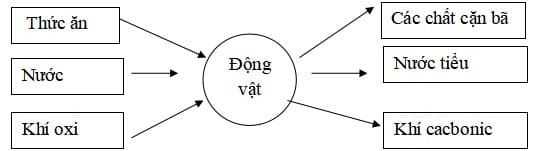 Thức ăn
Nước
Khí oxi
Động
vật
Các chất cặn bã
Nước tiểu
Khí cacbonic